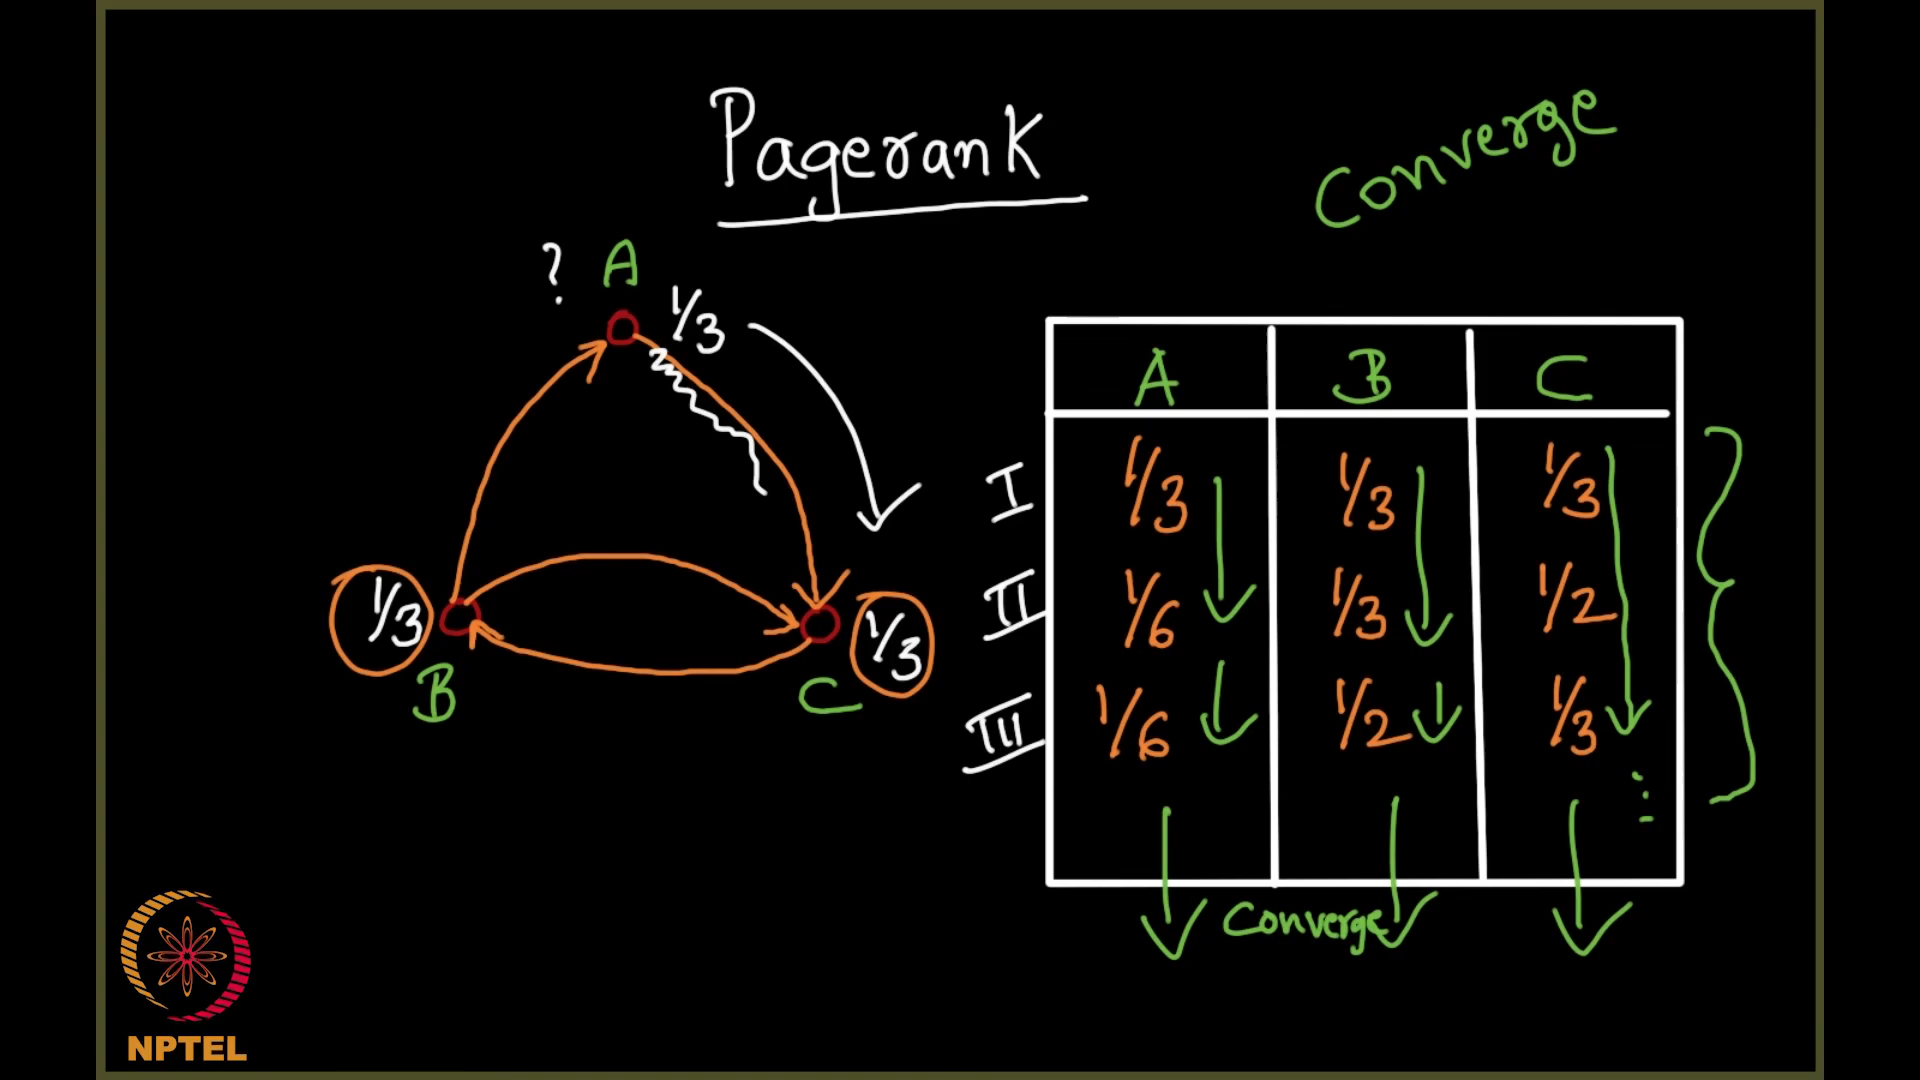 Pagerank
Converge
? A 1/3
1/3 B
C 1/3
A B C
I 1/3 1/3 1/3
II 1/6 1/3 1/2
III 1/6 1/2 1/3
Converge
NPTEL